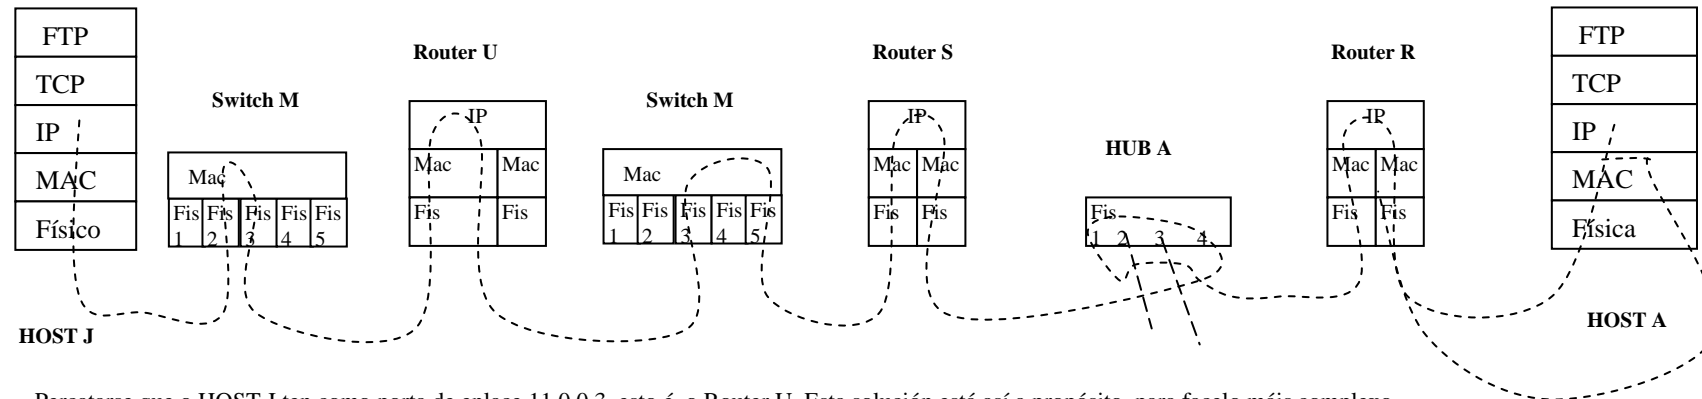 FTP
TCP
IP
MAC
Físico
HOST J
Switch M
Mac
Fis 1
Fis 2
Fis 3
Fis 4
Fis 5
Router U
IP
Mac
Mac
Fis
Fis
Switch M
Mac
Fis 1
Fis 2
Fis 3
Fis 4
Fis 5
Router S
IP
Mac
Mac
Fis
Fis
HUB A
Fis
1 2 3 4
Router R
IP
Mac
Mac
Fis
Fis
FTP
TCP
IP
MAC
Física
HOST A
Percatarse que o HOST J ten como porta de enlace 11.0.0.3, esto é, o Router U. Esta solución está así a propósito, para facelo máis complexo